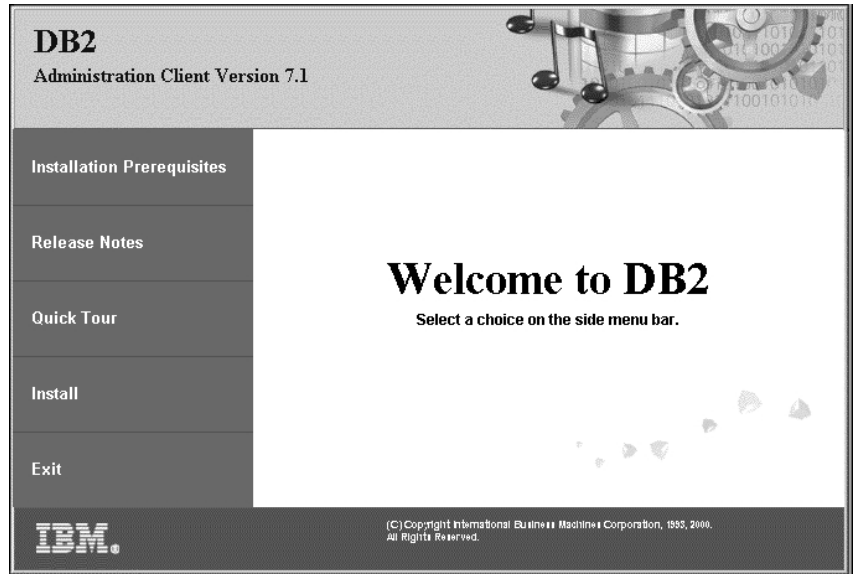 DB2
Administration Client Version 7.1
Installation Prerequisites
Release Notes
Quick Tour
Install
Exit
Welcome to DB2
Select a choice on the side menu bar.
IBM®
(C) Copyright International Business Machines Corporation, 1993, 2000.
All Rights Reserved.